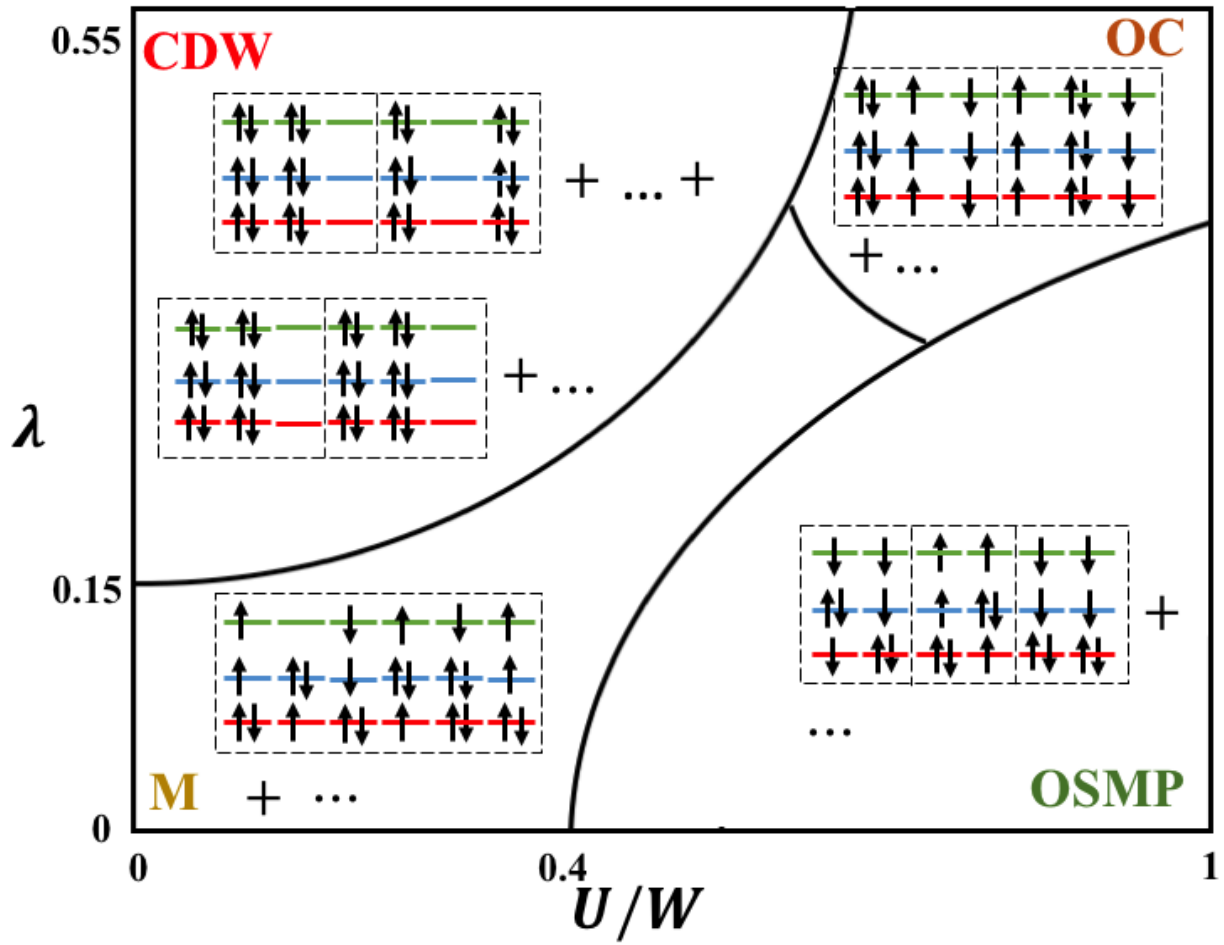 0.55
CDW
OC
+ ... +
+ ...
+ ...
λ
0.15
+
...
M + ...
OSMP
0
0
0.4
1
U/W